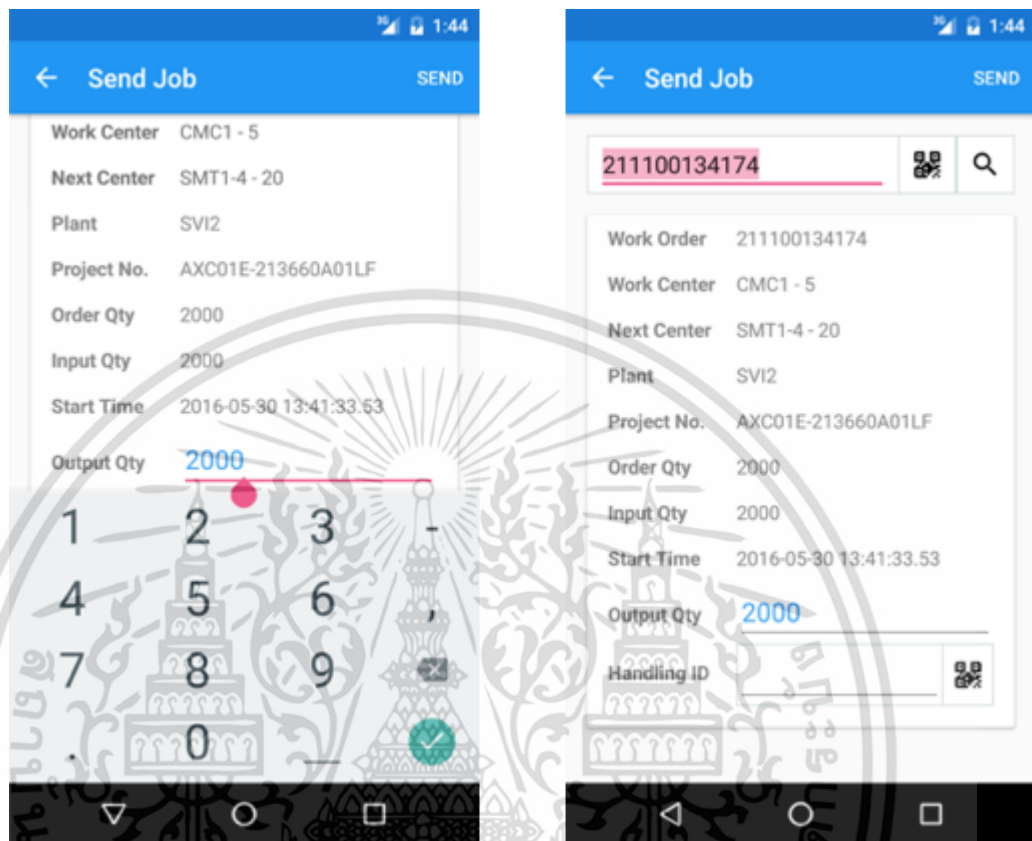 3G 1:44
Send Job SEND
Work Center CMC1 - 5
Next Center SMT1-4 - 20
Plant SVI2
Project No. AXC01E-213660A01LF
Order Qty 2000
Input Qty 2000
Start Time 2016-05-30 13:41:33.53
Output Qty 2000
1 2 3 -
4 5 6 ,
7 8 9
. 0 _
3G 1:44
Send Job SEND
211100134174
Work Order 211100134174
Work Center CMC1 - 5
Next Center SMT1-4 - 20
Plant SVI2
Project No. AXC01E-213660A01LF
Order Qty 2000
Input Qty 2000
Start Time 2016-05-30 13:41:33.53
Output Qty 2000
Handling ID